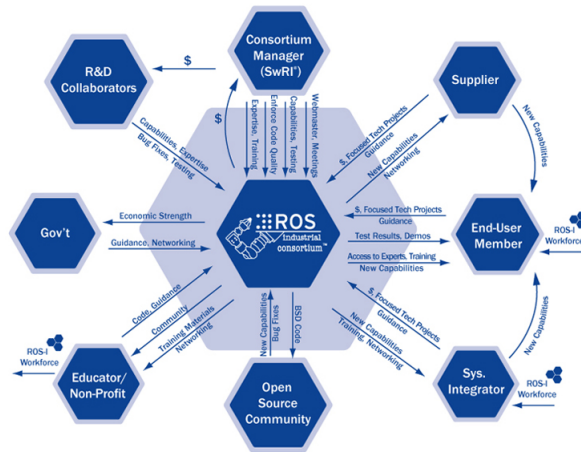 Consortium
Manager
(SwRI®)
$
R&D
Collaborators
Supplier
$
Expertise, Training
Enforce Code Quality
Capabilities, Testing
Webmaster, Meetings
Capabilities, Expertise
Bug Fixes, Testing
$, Focused Tech Projects
Guidance
New Capabilities
Networking
New Capabilities
Gov't
Economic Strength
Guidance, Networking
ROS
industrial
consortium™
$, Focused Tech Projects
Guidance
Test Results, Demos
Access to Experts, Training
New Capabilities
End-User
Member
ROS-I
Workforce
Code, Guidance
Community
Training Materials
Networking
New Capabilities
Bug Fixes
BSD Code
$, Focused Tech Projects
Guidance
New Capabilities
Training, Networking
New Capabilities
ROS-I
Workforce
Educator/
Non-Profit
Open
Source
Community
Sys.
Integrator
ROS-I
Workforce